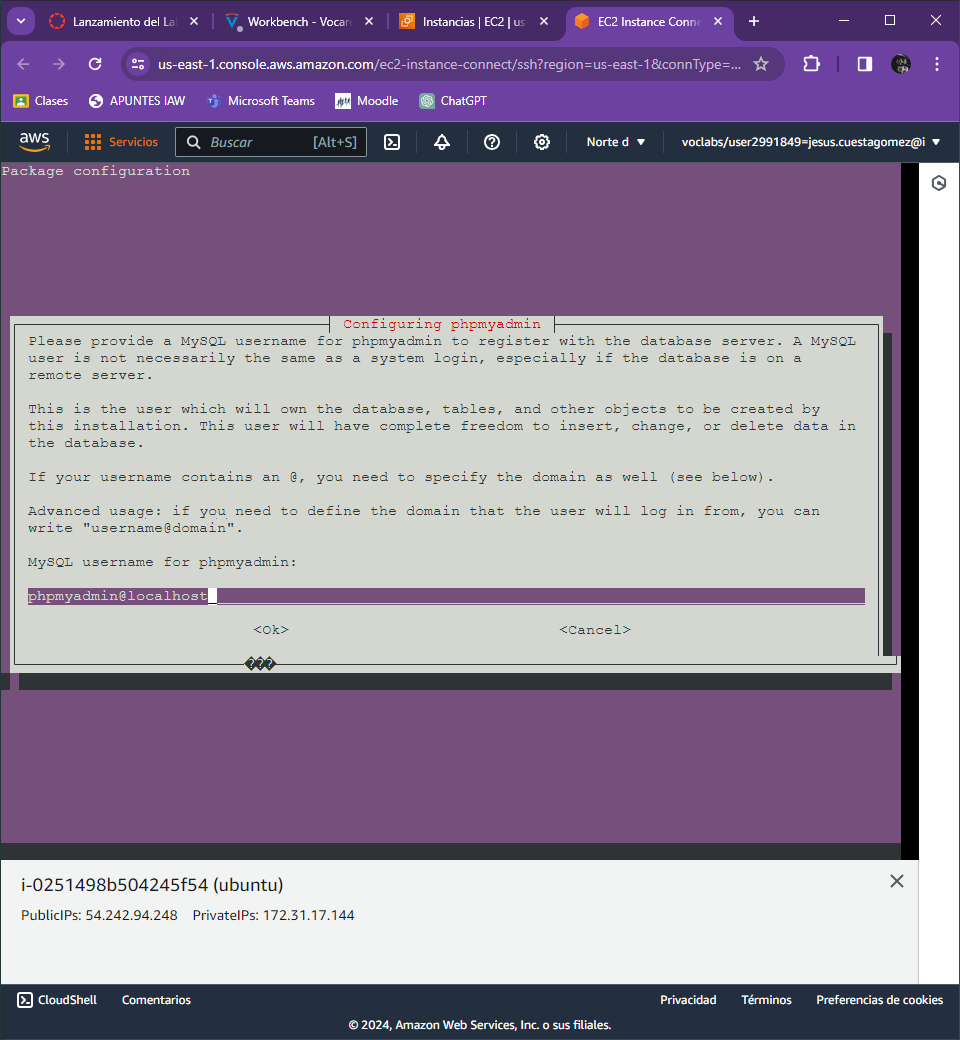 Lanzamiento del La
Workbench - Vocar
Instancias | EC2 | us
EC2 Instance Conne
us-east-1.console.aws.amazon.com/ec2-instance-connect/ssh?region=us-east-1&connType=...
Clases
APUNTES IAW
Microsoft Teams
Moodle
ChatGPT
aws
Servicios
Buscar
[Alt+S]
Norte d
voclabs/user2991849=jesus.cuestagomez@i
Package configuration
Configuring phpmyadmin
Please provide a MySQL username for phpmyadmin to register with the database server. A MySQL
user is not necessarily the same as a system login, especially if the database is on a
remote server.
This is the user which will own the database, tables, and other objects to be created by
this installation. This user will have complete freedom to insert, change, or delete data in
the database.
If your username contains an @, you need to specify the domain as well (see below).
Advanced usage: if you need to define the domain that the user will log in from, you can
write "username@domain".
MySQL username for phpmyadmin:
phpmyadmin@localhost
<Ok>
<Cancel>
���
i-0251498b504245f54 (ubuntu)
PublicIPs: 54.242.94.248 PrivateIPs: 172.31.17.144
CloudShell
Comentarios
Privacidad
Términos
Preferencias de cookies
© 2024, Amazon Web Services, Inc. o sus filiales.